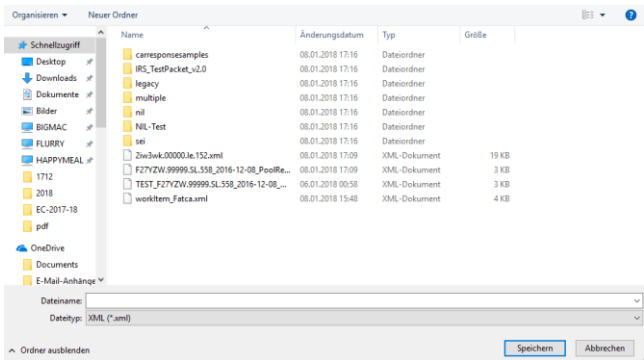 Organisieren Neuer Ordner
Name Änderungsdatum Typ Größe
Schnellzugriff
Desktop
Downloads
Dokumente
Bilder
BIGMAC
FLURRY
HAPPYMEAL
1712
2018
EC-2017-18
pdf
OneDrive
Documents
E-Mail-Anhänge
carresponsesamples 08.01.2018 17:16 Dateiordner
IRS_TestPacket_v2.0 08.01.2018 17:16 Dateiordner
legacy 08.01.2018 17:16 Dateiordner
multiple 08.01.2018 17:16 Dateiordner
nil 08.01.2018 17:16 Dateiordner
NIL-Test 08.01.2018 17:16 Dateiordner
sei 08.01.2018 17:16 Dateiordner
2iw3wk.00000.le.152.xml 08.01.2018 17:09 XML-Dokument 19 KB
F27YZW.99999.SL.558_2016-12-08_PoolRe... 08.01.2018 17:09 XML-Dokument 3 KB
TEST_F27YZW.99999.SL.558_2016-12-08_... 06.01.2018 00:58 XML-Dokument 3 KB
workItem_Fatca.xml 08.01.2018 15:48 XML-Dokument 4 KB
Dateiname:
Dateityp: XML (*.xml)
Ordner ausblenden Speichern Abbrechen